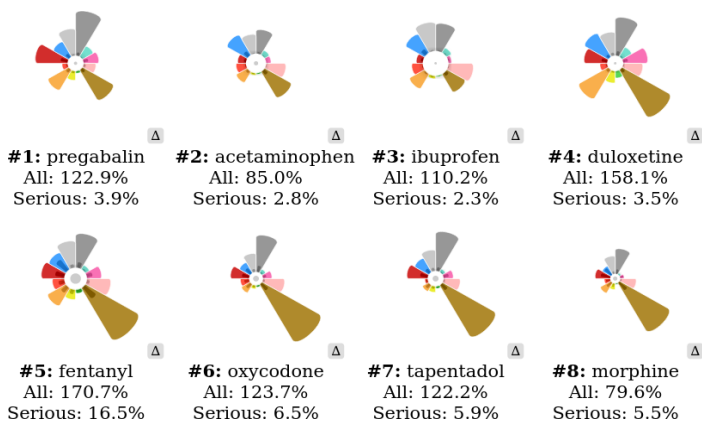 Δ Δ Δ Δ
#1: pregabalin #2: acetaminophen #3: ibuprofen #4: duloxetine
All: 122.9% All: 85.0% All: 110.2% All: 158.1%
Serious: 3.9% Serious: 2.8% Serious: 2.3% Serious: 3.5%
Δ Δ Δ Δ
#5: fentanyl #6: oxycodone #7: tapentadol #8: morphine
All: 170.7% All: 123.7% All: 122.2% All: 79.6%
Serious: 16.5% Serious: 6.5% Serious: 5.9% Serious: 5.5%